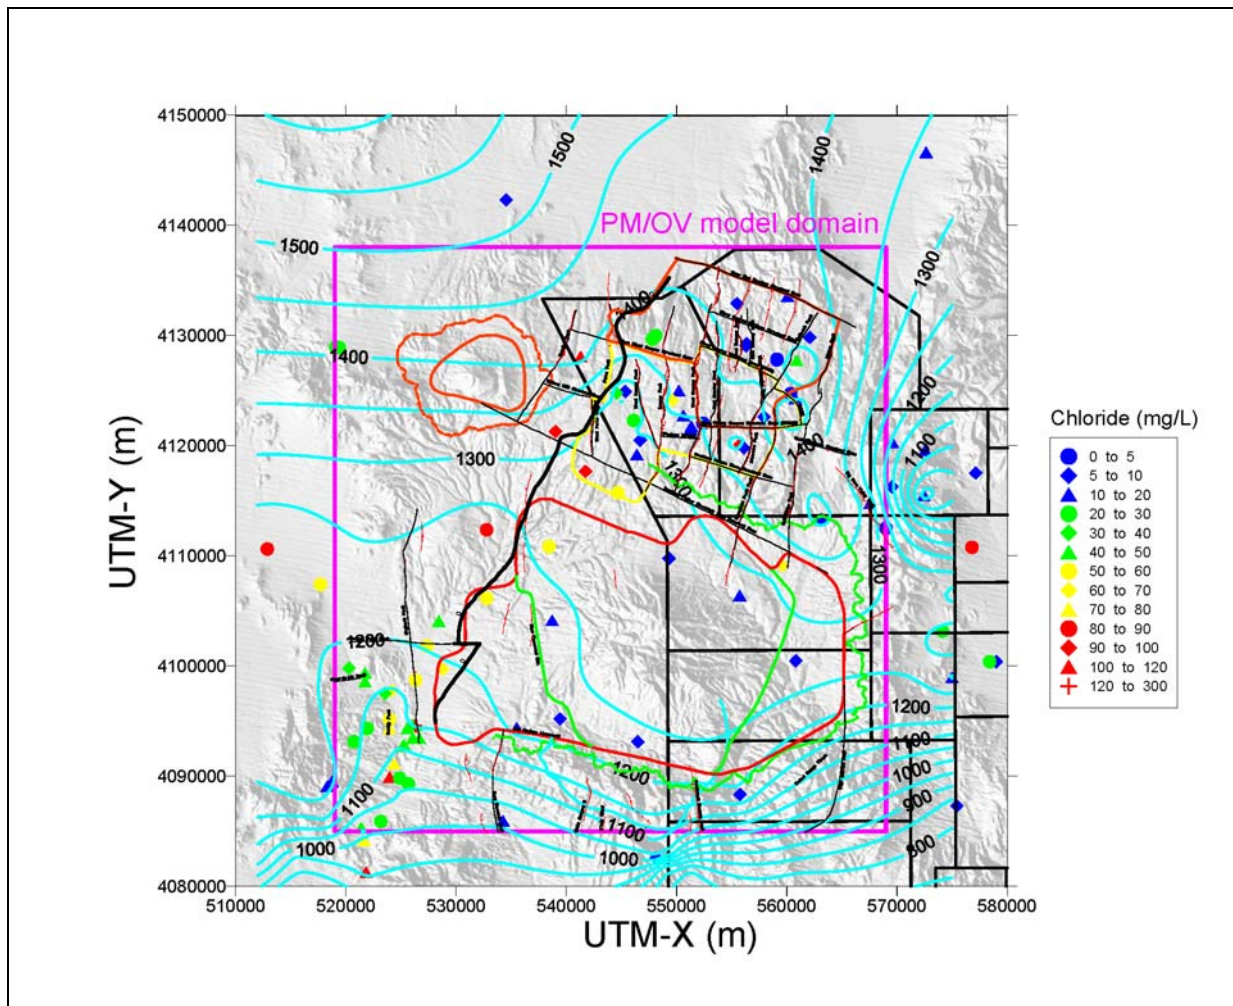 4150000
4140000
4130000
4120000
4110000
4100000
4090000
4080000
UTM-Y (m)
510000 520000 530000 540000 550000 560000 570000 580000
UTM-X (m)
PM/OV model domain
1500
1400
1500
1300
1400
1400
1200
1300
1400
1100
1300
1300
1200
1200
1100
1200
1000
1100
900
1100
1000
1000
Chloride (mg/L)
0 to 5
5 to 10
10 to 20
20 to 30
30 to 40
40 to 50
50 to 60
60 to 70
70 to 80
80 to 90
90 to 100
100 to 120
120 to 300